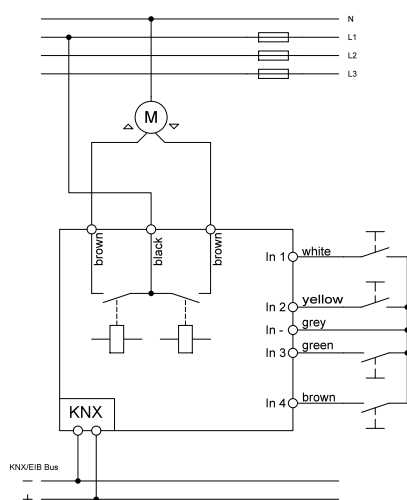 N
L1
L2
L3
M
brown
black
brown
In 1 white
In 2 yellow
In - grey
In 3 green
In 4 brown
KNX
KNX/EIB Bus
−
+